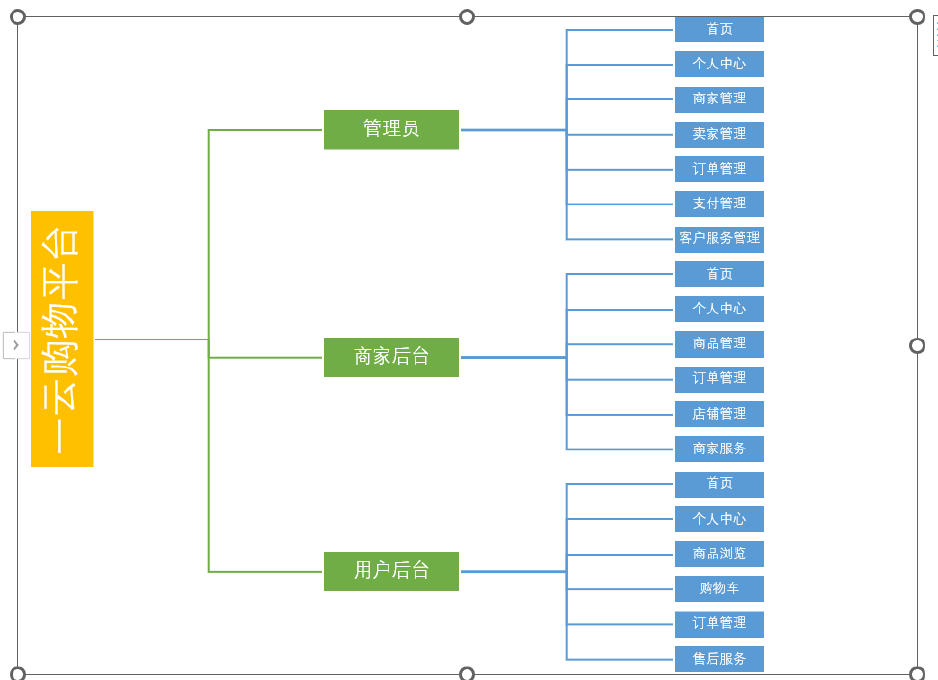 一云购物平台
管理员
首页
个人中心
商家管理
卖家管理
订单管理
支付管理
客户服务管理
商家后台
首页
个人中心
商品管理
订单管理
店铺管理
商家服务
用户后台
首页
个人中心
商品浏览
购物车
订单管理
售后服务